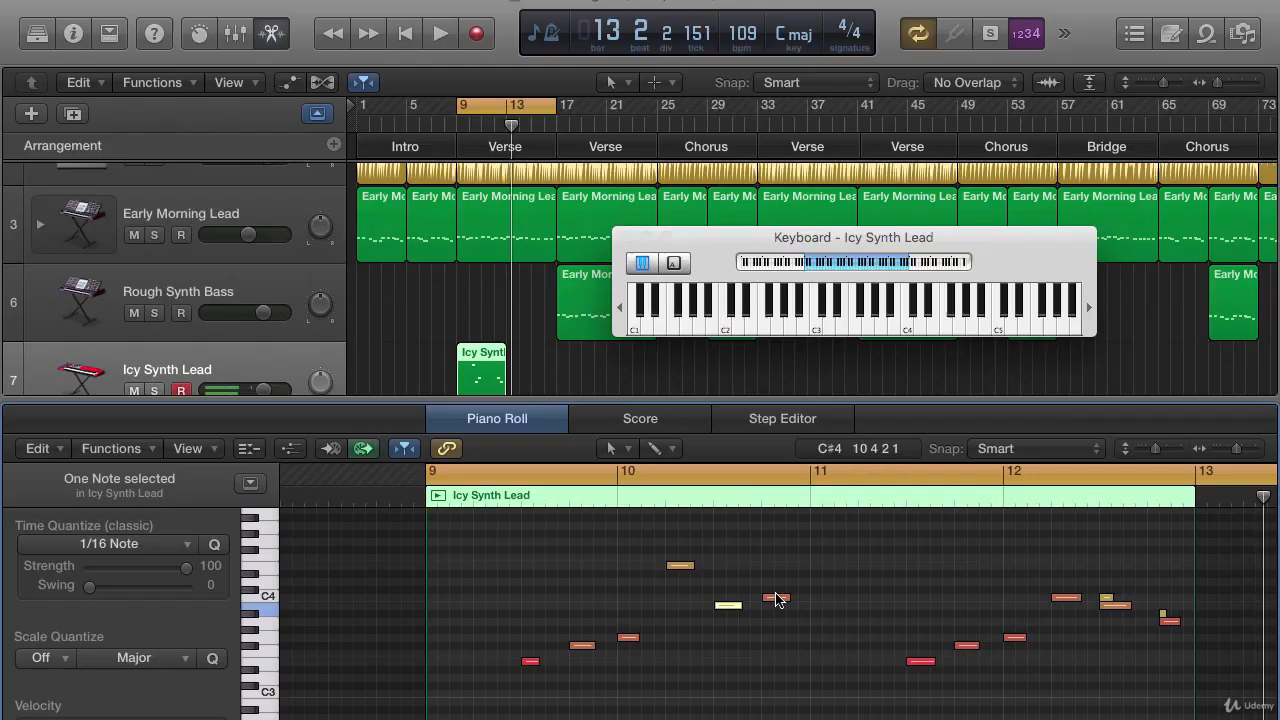 13 2 2 151 109 C maj 4/4
bar beat div tick bpm key signature
S 1234
Edit Functions View Snap: Smart Drag: No Overlap
1 5 9 13 17 21 25 29 33 37 41 45 49 53 57 61 65 69 73
Arrangement Intro Verse Verse Chorus Verse Verse Chorus Bridge Chorus
Early Mo Early Mo Early Morning Lea Early Morning Lea Early Mo Early Mo Early Morning Lea Early Morning Lea Early Mo Early Mo Early Morning Lea Early Mo Early Mo Ea
3 Early Morning Lead
M S R L R
Keyboard - Icy Synth Lead
C1 C2 C3 C4 C5
Early Mo Early Mo
6 Rough Synth Bass
M S R L R
Icy Synt
7 Icy Synth Lead
M S R
Piano Roll Score Step Editor
Edit Functions View C#4 10 4 2 1 Snap: Smart
9 10 11 12 13
One Note selected
in Icy Synth Lead
Icy Synth Lead
Time Quantize (classic)
1/16 Note Q
Strength 100
Swing 0
C4
Scale Quantize
Off Major Q
C3
Velocity
Udemy